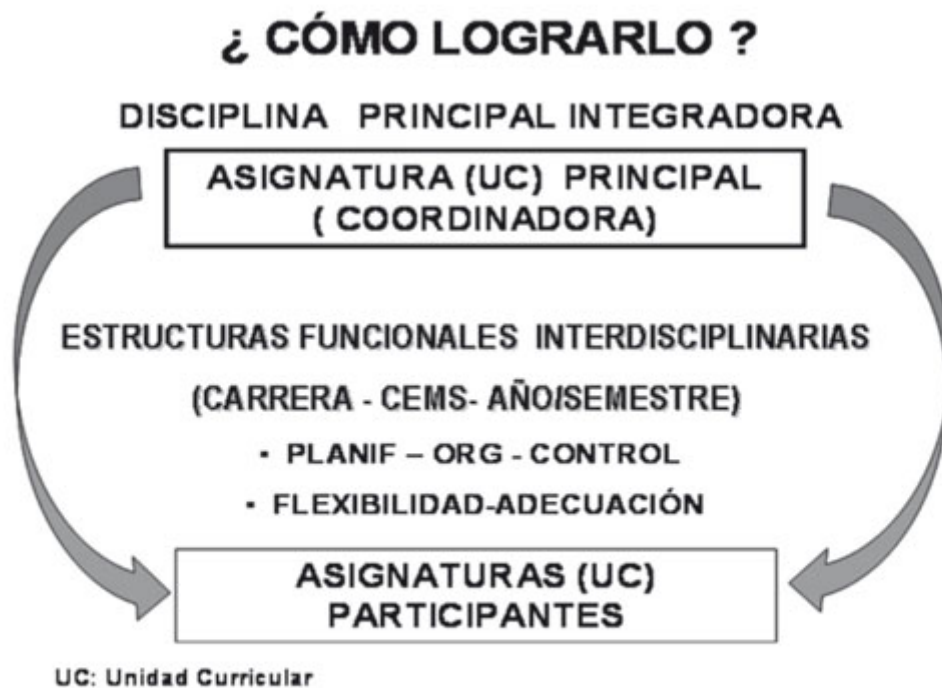 ¿ CÓMO LOGRARLO ?
DISCIPLINA PRINCIPAL INTEGRADORA
ASIGNATURA (UC) PRINCIPAL
( COORDINADORA)
ESTRUCTURAS FUNCIONALES INTERDISCIPLINARIAS
(CARRERA - CEMS- AÑO/SEMESTRE)
▪ PLANIF – ORG - CONTROL
▪ FLEXIBILIDAD-ADECUACIÓN
ASIGNATURAS (UC)
PARTICIPANTES
UC: Unidad Curricular